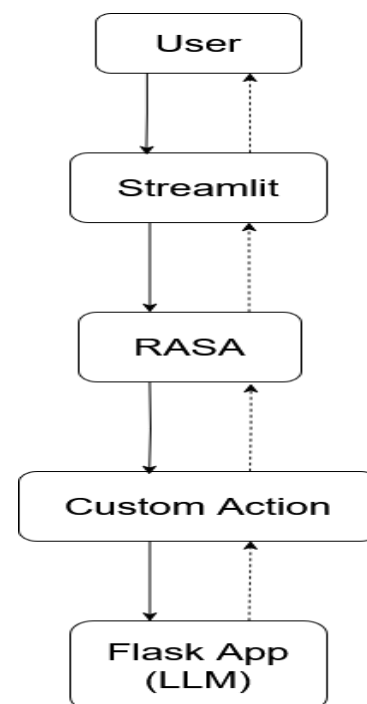 User
Streamlit
RASA
Custom Action
Flask App
(LLM)